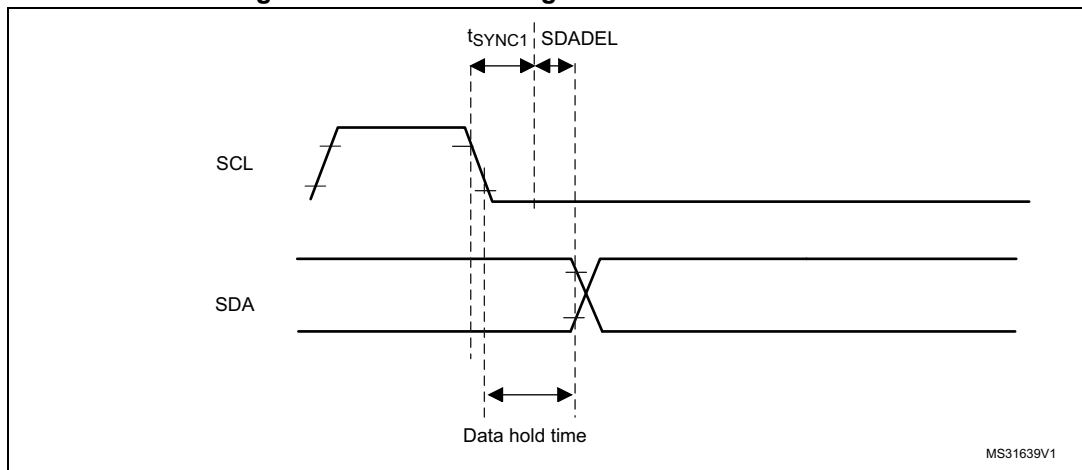 tSYNC1 SDADEL
SCL
SDA
Data hold time
MS31639V1